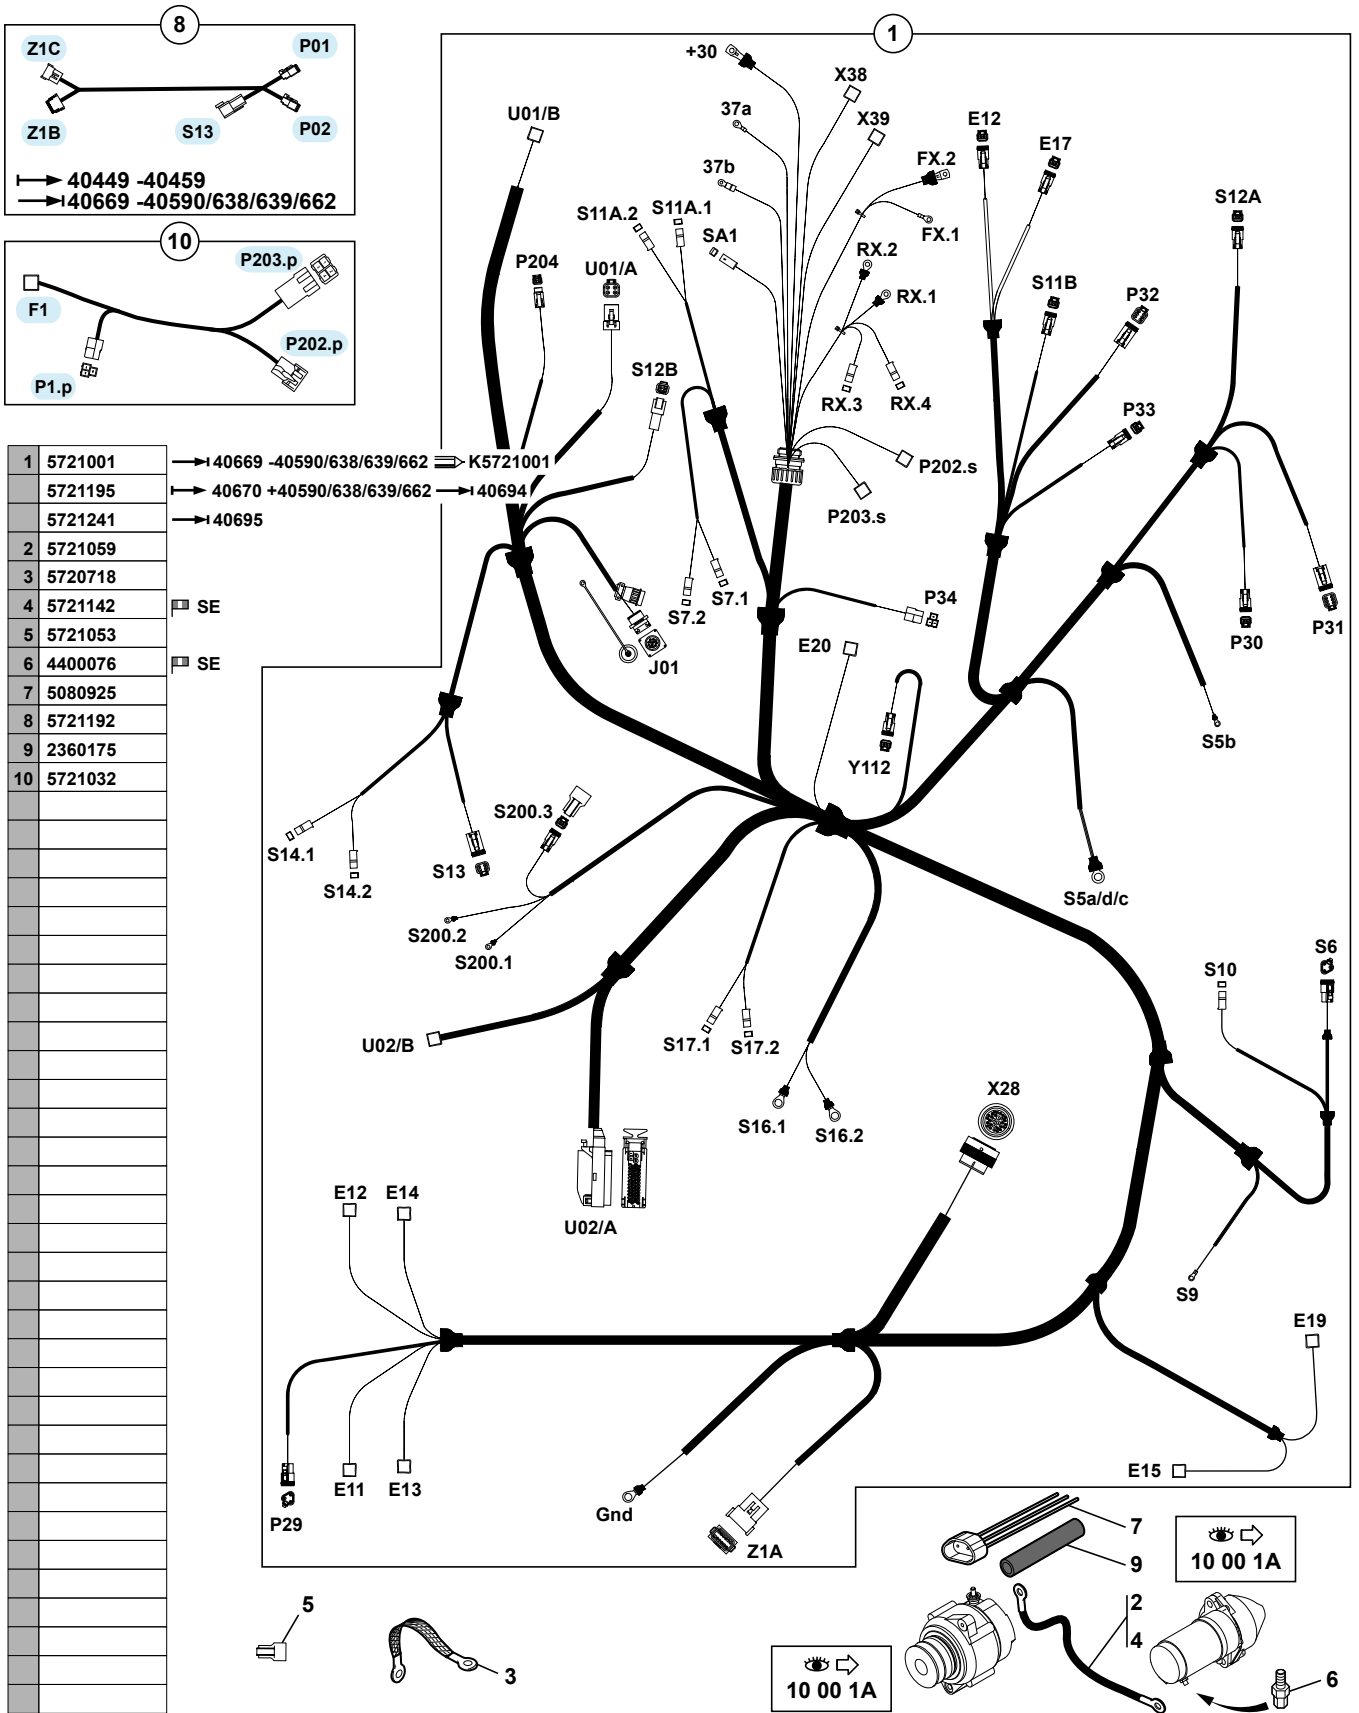 8
Z1C
P01
Z1B
S13
P02
40449 -40459
40669 -40590/638/639/662
10
P203.p
F1
P202.p
P1.p
1 5721001 40669 -40590/638/639/662 K5721001
5721195 40670 +40590/638/639/662 40694
5721241 40695
2 5721059
3 5720718
4 5721142 SE
5 5721053
6 4400076 SE
7 5080925
8 5721192
9 2360175
10 5721032
1
+30
X38
U01/B
37a
X39
E12
E17
37b
FX.2
S12A
S11A.2
S11A.1
SA1
FX.1
P204
U01/A
RX.2
RX.1
S11B
P32
S12B
RX.3
RX.4
P33
P202.s
P203.s
S7.2
S7.1
P34
P30
P31
J01
E20
Y112
S5b
S200.3
S14.1
S14.2
S13
S5a/d/c
S200.2
S200.1
S6
S10
U02/B
S17.1
S17.2
X28
S16.1
S16.2
E12
E14
U02/A
S9
E19
E11
E13
E15
P29
Gnd
Z1A
7
9
10 00 1A
5
2
4
3
10 00 1A
6